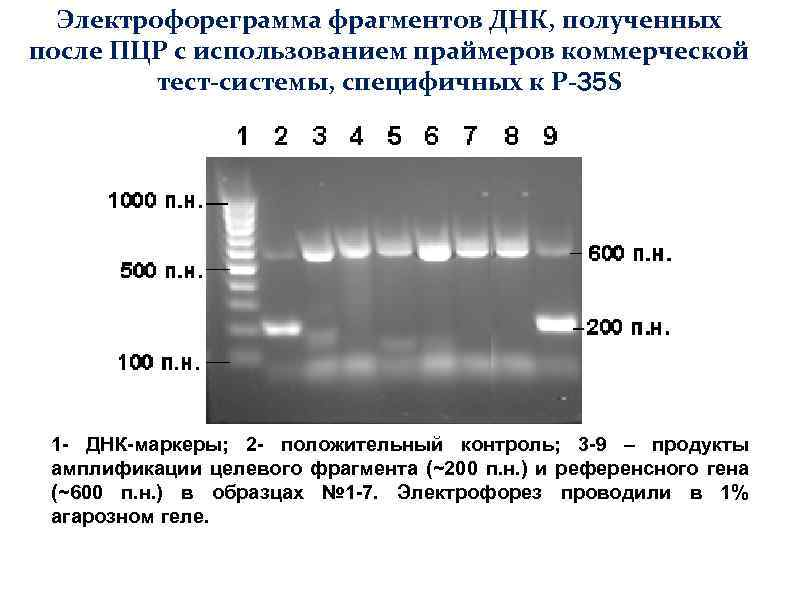 Электрофореграмма фрагментов ДНК, полученных
после ПЦР с использованием праймеров коммерческой
тест-системы, специфичных к P-35S
1 2 3 4 5 6 7 8 9
1000 п.н.
600 п.н.
500 п.н.
200 п.н.
100 п.н.
1- ДНК-маркеры; 2- положительный контроль; 3-9 – продукты
амплификации целевого фрагмента (~200 п.н.) и референсного гена
(~600 п.н.) в образцах №1-7. Электрофорез проводили в 1%
агарозном геле.